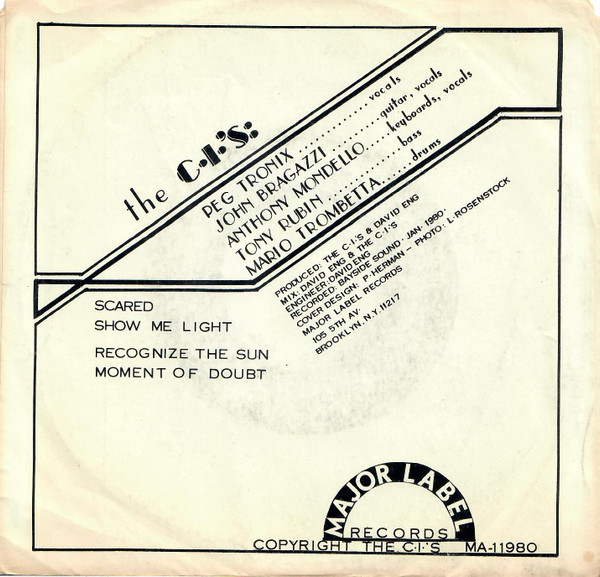 the C·I·'S:
PEG TRONIX ............ vocals
JOHN BRAGAZZI ........ guitar, vocals
ANTHONY MONDELLO..... keyboards, vocals
TONY RUBIN ............ bass
MARIO TROMBETTA...... drums
PRODUCED: THE C·I·'S & DAVID ENG
MIX: DAVID ENG & THE C·I·'S
ENGINEER: DAVID ENG
RECORDED: BAYSIDE SOUND · JAN· 1980·
COVER DESIGN: P·HERMAN – PHOTO: L·ROSENSTOCK
MAJOR LABEL RECORDS
105 5TH AV·
BROOKLYN, N.Y. 11217
SCARED
SHOW ME LIGHT
RECOGNIZE THE SUN
MOMENT OF DOUBT
MAJOR LABEL
RECORDS
COPYRIGHT THE C·I·'S MA-11980